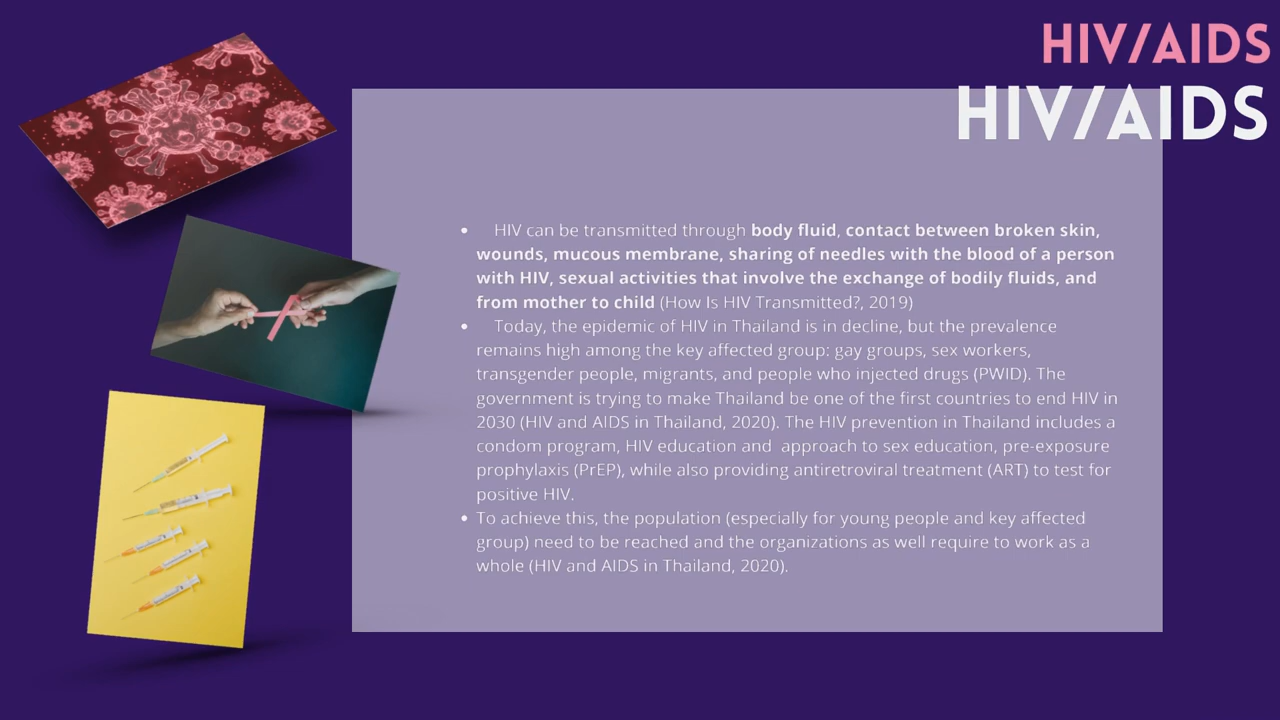 HIV/AIDS
HIV/AIDS
• HIV can be transmitted through body fluid, contact between broken skin,
wounds, mucous membrane, sharing of needles with the blood of a person
with HIV, sexual activities that involve the exchange of bodily fluids, and
from mother to child (How Is HIV Transmitted?, 2019)
• Today, the epidemic of HIV in Thailand is in decline, but the prevalence
remains high among the key affected group: gay groups, sex workers,
transgender people, migrants, and people who injected drugs (PWID). The
government is trying to make Thailand be one of the first countries to end HIV in
2030 (HIV and AIDS in Thailand, 2020). The HIV prevention in Thailand includes a
condom program, HIV education and approach to sex education, pre-exposure
prophylaxis (PrEP), while also providing antiretroviral treatment (ART) to test for
positive HIV.
• To achieve this, the population (especially for young people and key affected
group) need to be reached and the organizations as well require to work as a
whole (HIV and AIDS in Thailand, 2020).